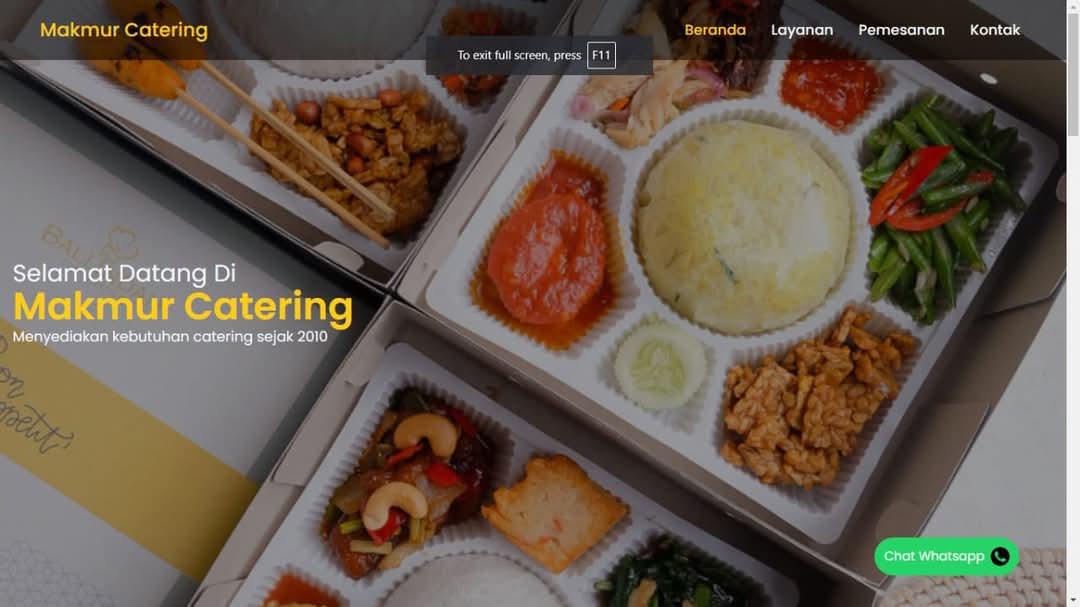 Makmur Catering
Beranda Layanan Pemesanan Kontak
To exit full screen, press F11
Selamat Datang Di
Makmur Catering
Menyediakan kebutuhan catering sejak 2010
Chat Whatsapp